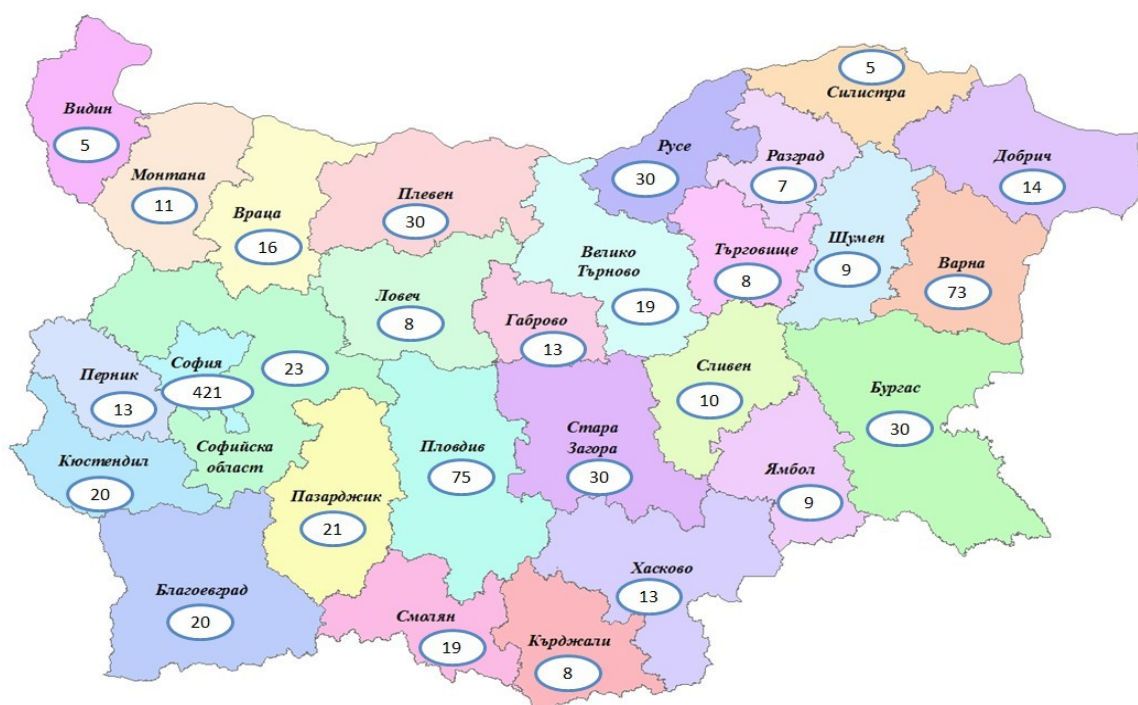 5
Силистра
Видин
5
Русе
30
Разград
7
Добрич
14
Монтана
11
Плевен
30
Враца
16
Велико
Търново
19
Търговище
8
Шумен
9
Варна
73
Ловеч
8
Габрово
13
София
421
23
Софийска
област
Перник
13
Сливен
10
Бургас
30
Кюстендил
20
Пазарджик
21
Пловдив
75
Стара
Загора
30
Ямбол
9
Благоевград
20
Смолян
19
Хасково
13
Кърджали
8